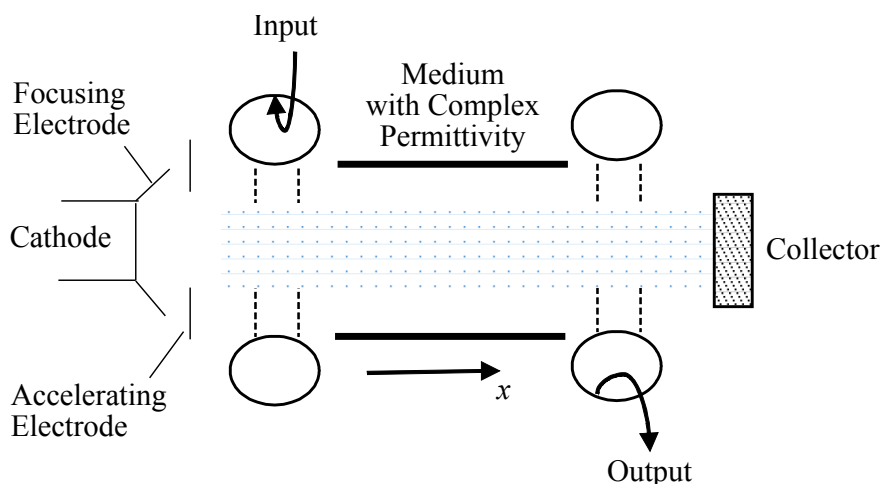 Input
Medium
with Complex
Permittivity
Focusing
Electrode
Cathode
Collector
x
Accelerating
Electrode
Output